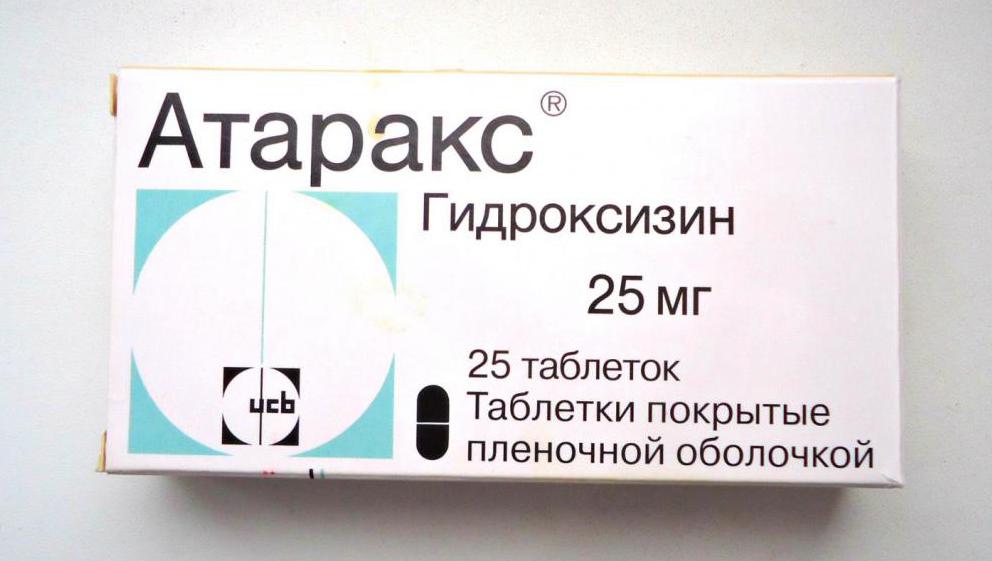 Атаракс®
Гидроксизин
25 мг
25 таблеток
Таблетки покрытые
пленочной оболочкой
ucb